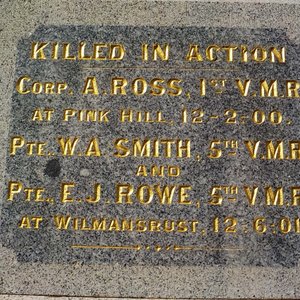 KILLED IN ACTION
CORP. A. ROSS, 1ST V.M.R
AT PINK HILL, 12-2-00.
PTE. W.A SMITH, 5TH V.M.R
AND
PTE., E. J. ROWE, 5TH V.M.R
AT WILMANSRUST, 12-6-01